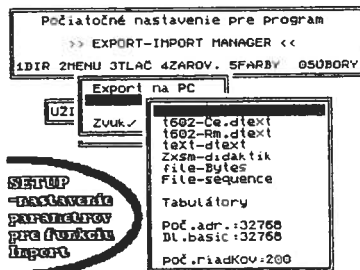 Počiatočné nastavenie pre program
>> EXPORT-IMPORT MANAGER <<
1DIR 2MENU 3TLAČ 4ZAROV. 5FARBY 0SÚBORY
Export na PC
UŽI
Zvuk✓
t602-Če.dtext
t602-Rm.dtext
text-dtext
Zxsm-didaktik
file-Bytes
File-sequence
Tabulátory
Poč.adr.:32768
Dl.basic:32768
poč.riadkov:200
SETUP
-nastavenie
parametrov
pre funkciu
Import.